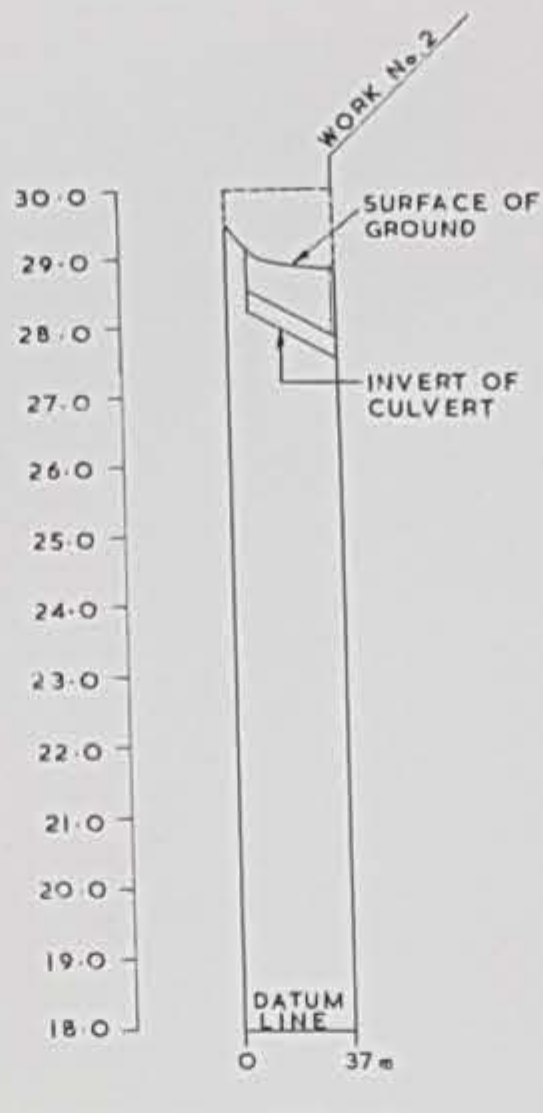 WORK No. 2
30·0
SURFACE OF
GROUND
29·0
28·0
INVERT OF
CULVERT
27·0
26·0
25·0
24·0
23·0
22·0
21·0
20·0
19·0
DATUM
LINE
18·0
0
37 m